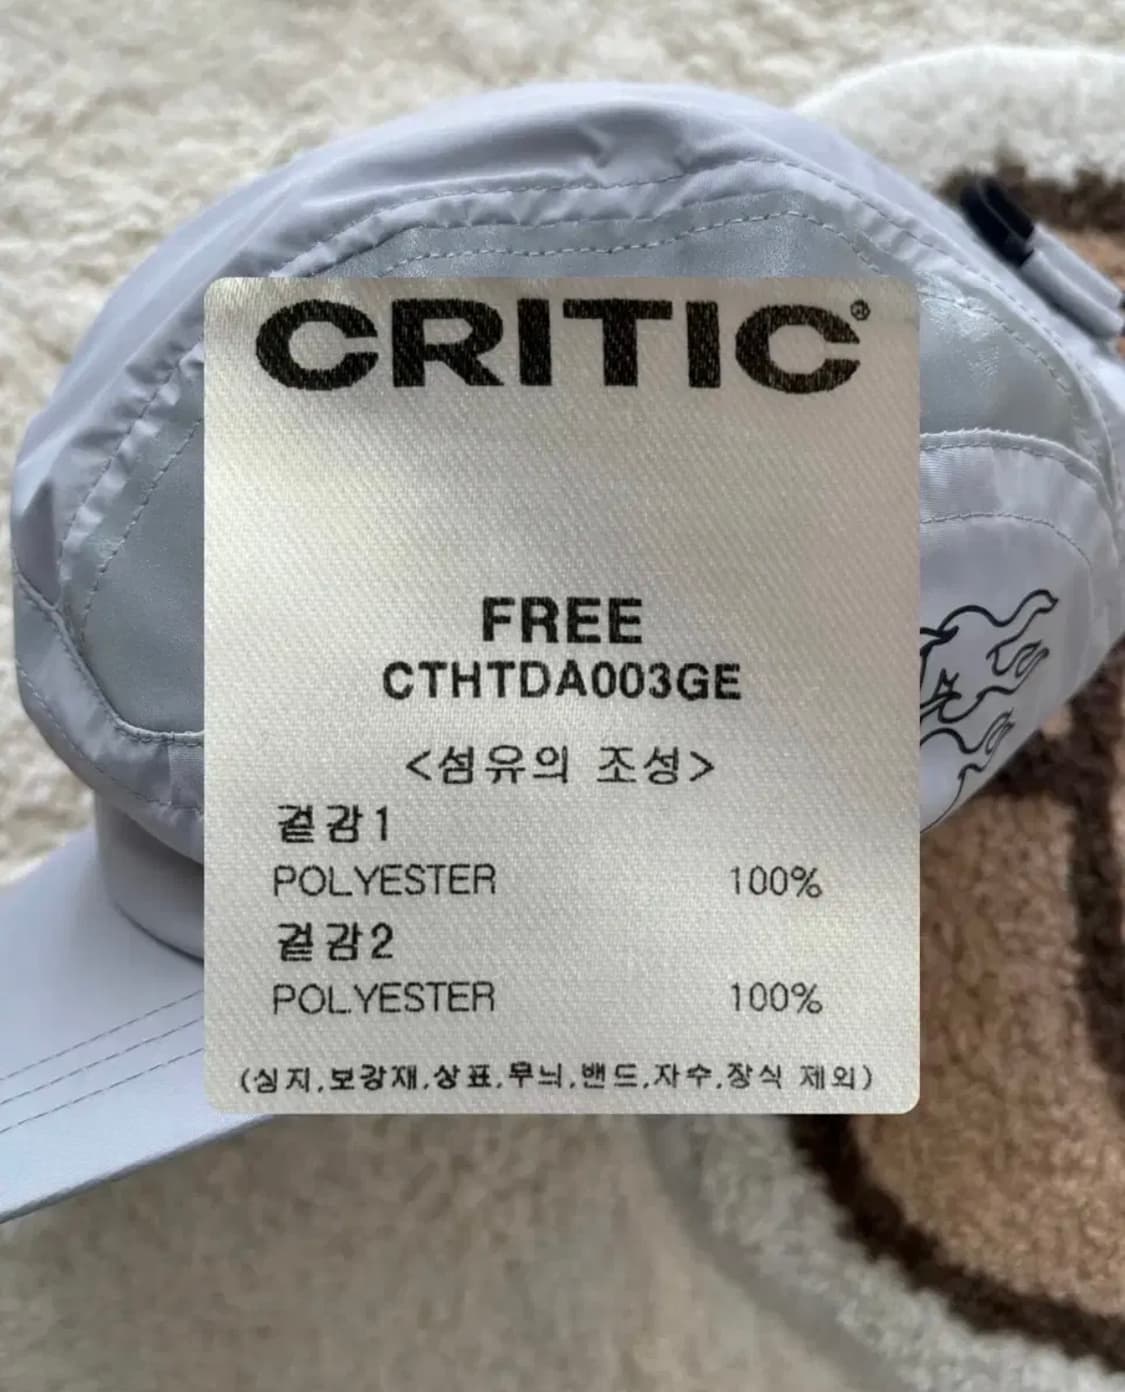 CRITIC®
FREE
CTHTDA003GE
<섬유의 조성>
겉감1
POLYESTER 100%
겉감2
POLYESTER 100%
(심지,보강재,상표,무늬,밴드,자수,장식 제외)